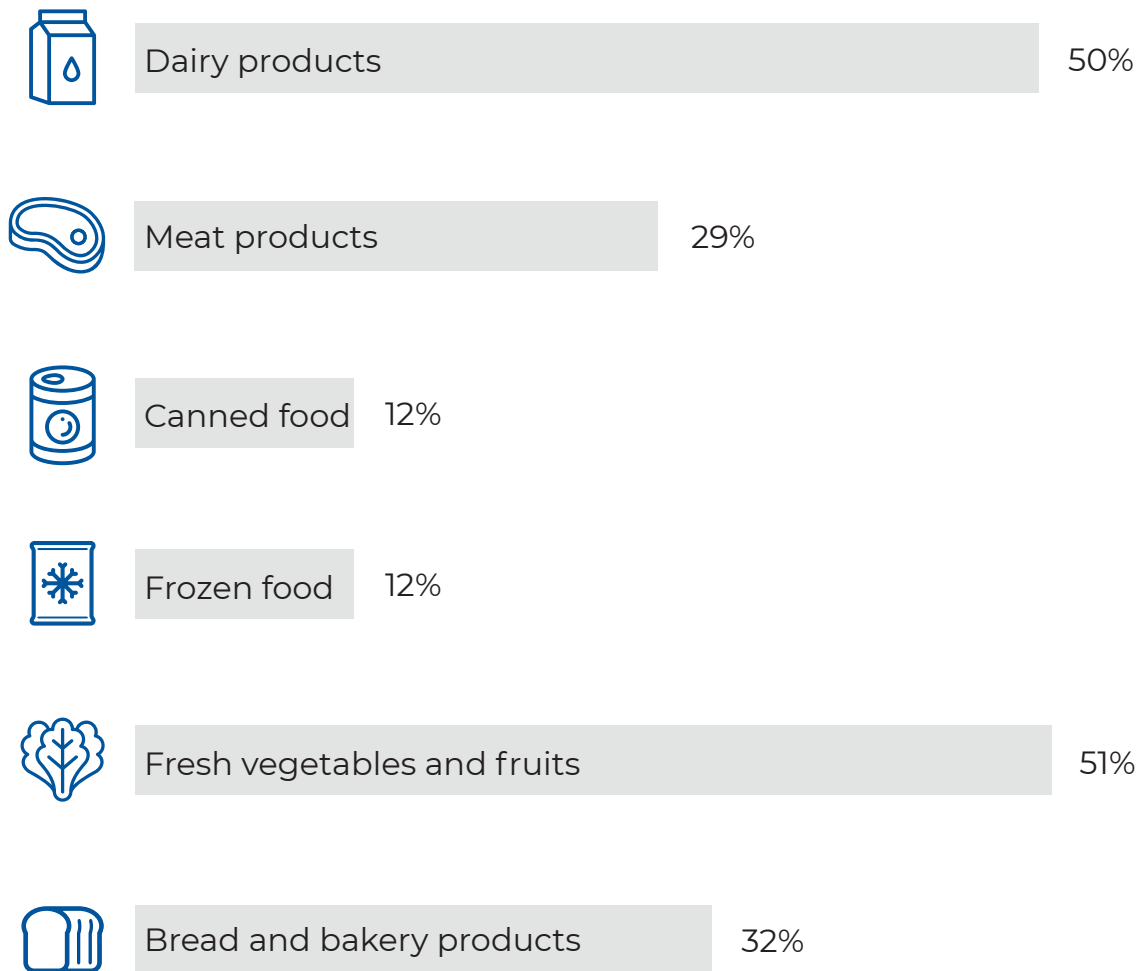 Dairy products 50%
Meat products 29%
Canned food 12%
Frozen food 12%
Fresh vegetables and fruits 51%
Bread and bakery products 32%